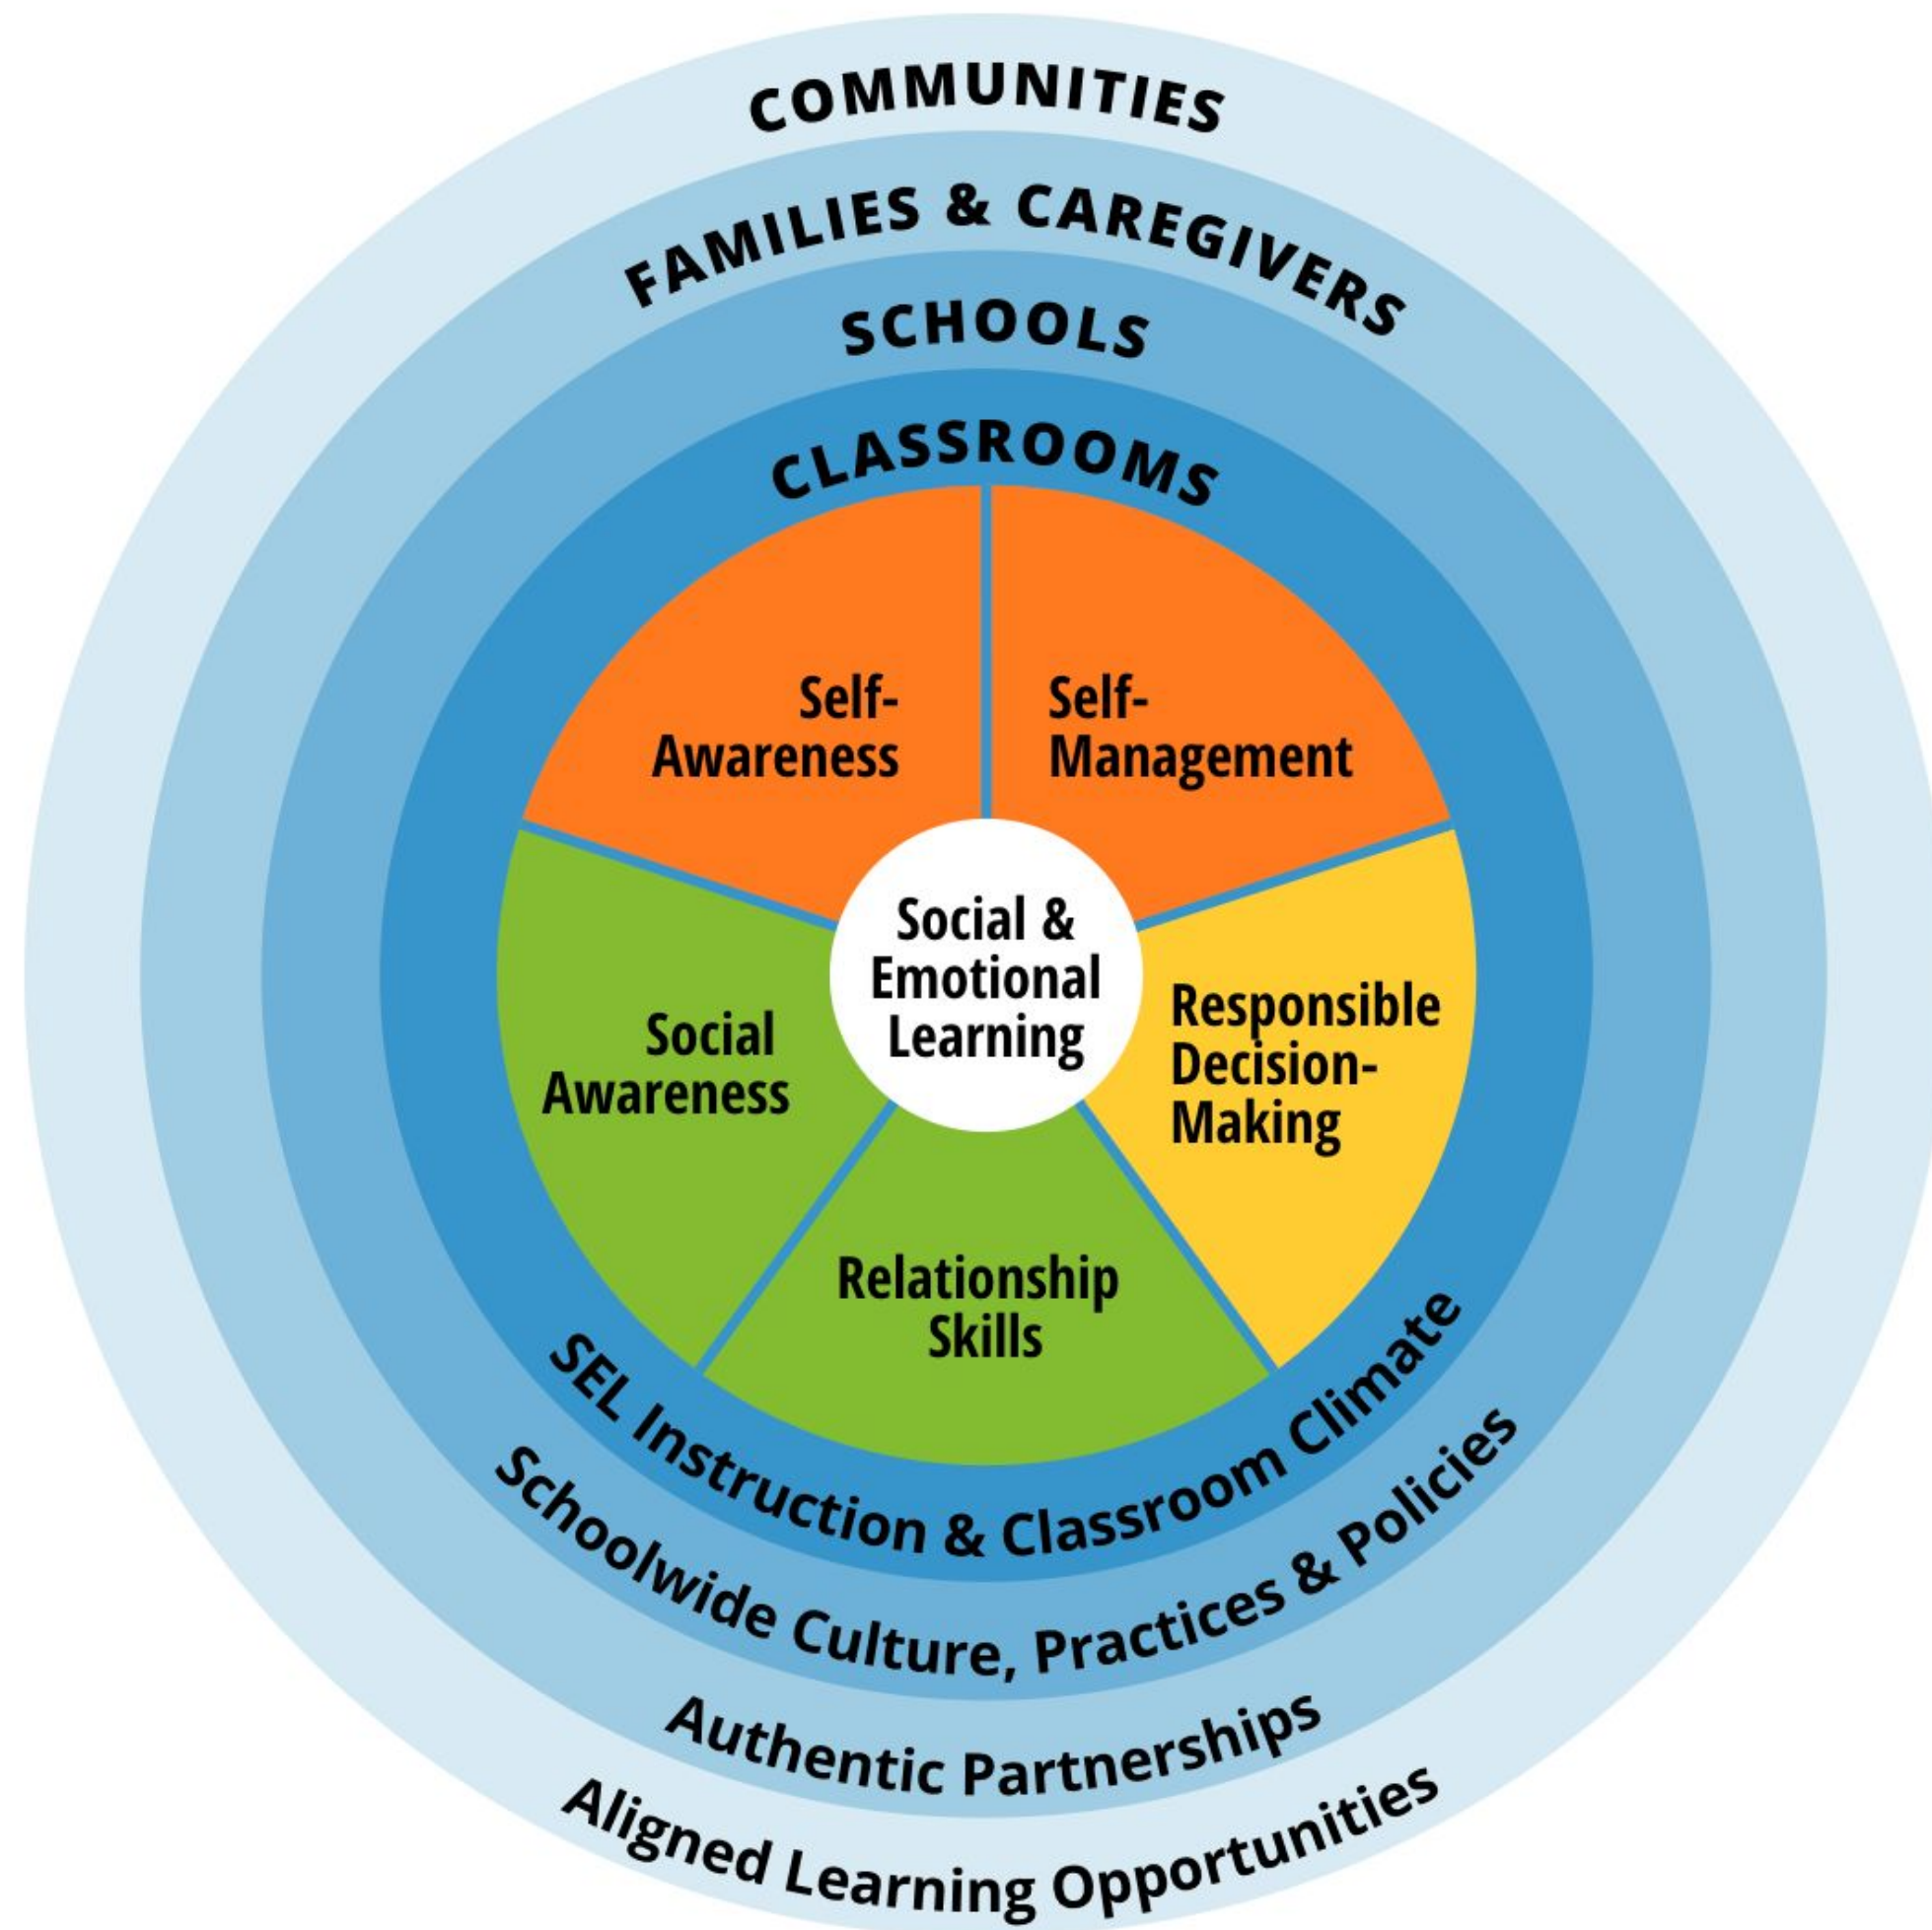 COMMUNITIES
FAMILIES & CAREGIVERS
SCHOOLS
CLASSROOMS
Self-
Awareness
Self-
Management
Social &
Emotional
Learning
Social
Awareness
Responsible
Decision-
Making
Relationship
Skills
SEL Instruction & Classroom Climate
Schoolwide Culture, Practices & Policies
Authentic Partnerships
Aligned Learning Opportunities